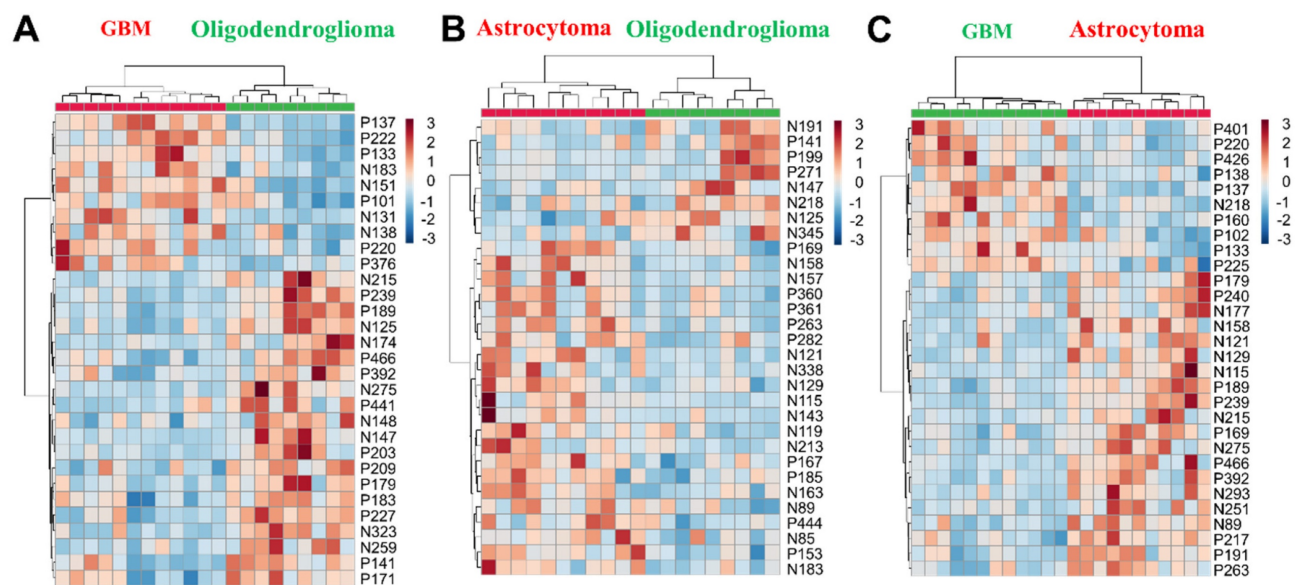 A
GBM
Oligodendroglioma
P137
P222
P133
N183
N151
P101
N131
N138
P220
P376
N215
P239
P189
N125
N174
P466
P392
N275
P441
N148
N147
P203
P209
P179
P183
P227
N323
N259
P141
P171
3
2
1
0
-1
-2
-3
B
Astrocytoma
Oligodendroglioma
N191
P141
P199
P271
N147
N218
N125
N345
P169
N158
N157
P360
P361
P263
P282
N121
N338
N129
N115
N143
N119
N213
P167
P185
N163
N89
P444
N85
P153
N183
3
2
1
0
-1
-2
-3
C
GBM
Astrocytoma
P401
P220
P426
P138
P137
N218
P160
P102
P133
P225
P179
P240
N177
N158
N121
N129
N115
P189
P239
N215
P169
N275
P466
P392
N293
N251
N89
P217
P191
P263
3
2
1
0
-1
-2
-3